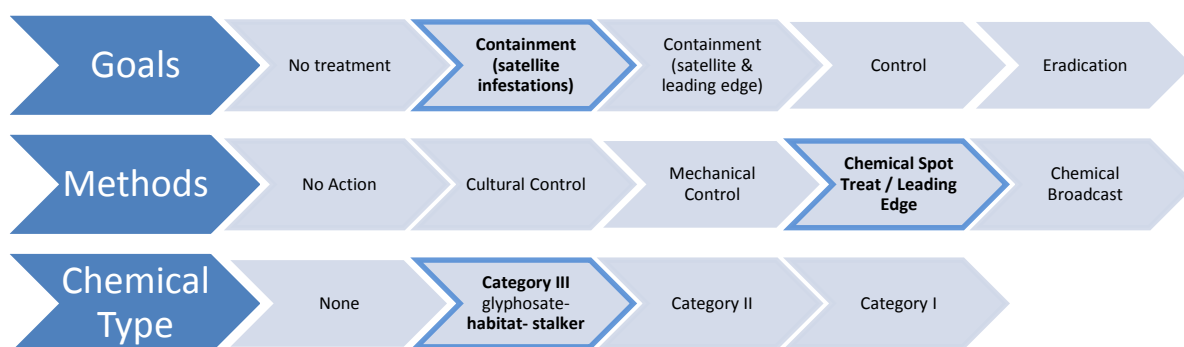 Goals
No treatment
Containment
(satellite
infestations)
Containment
(satellite &
leading edge)
Control
Eradication
Methods
No Action
Cultural Control
Mechanical
Control
Chemical Spot
Treat / Leading
Edge
Chemical
Broadcast
Chemical
Type
None
Category III
glyphosate-
habitat- stalker
Category II
Category I